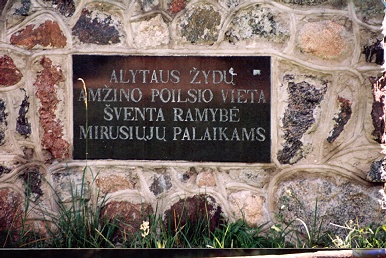 ALYTAUS ŽYDŲ
AMŽINO POILSIO VIETA
ŠVENTA RAMYBĖ
MIRUSIŲJŲ PALAIKAMS